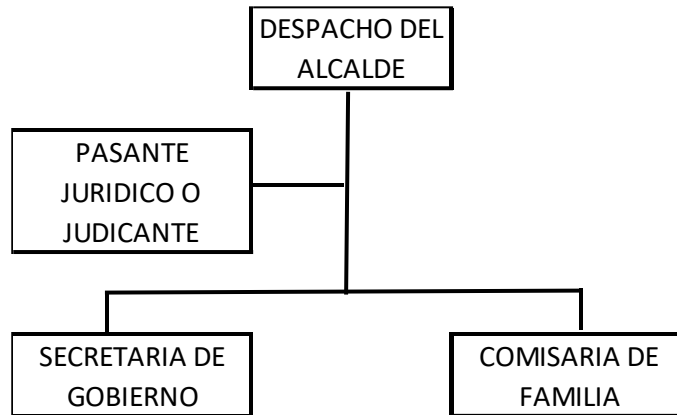 DESPACHO DEL
ALCALDE
PASANTE
JURIDICO O
JUDICANTE
SECRETARIA DE
GOBIERNO
COMISARIA DE
FAMILIA